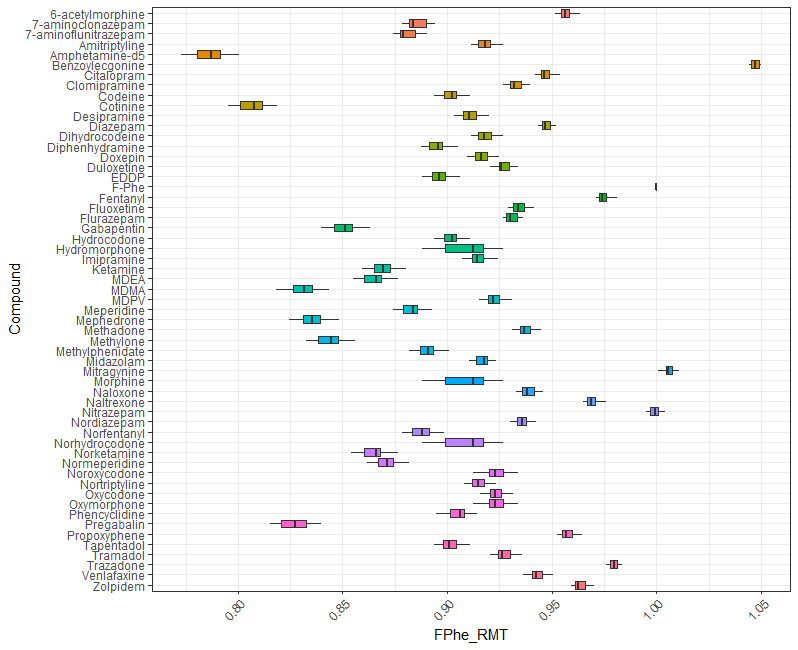 6-acetylmorphine
7-aminoclonazepam
7-aminoflunitrazepam
Amitriptyline
Amphetamine-d5
Benzoylecgonine
Citalopram
Clomipramine
Codeine
Cotinine
Desipramine
Diazepam
Dihydrocodeine
Diphenhydramine
Doxepin
Duloxetine
EDDP
F-Phe
Fentanyl
Fluoxetine
Flurazepam
Gabapentin
Hydrocodone
Hydromorphone
Imipramine
Ketamine
MDEA
MDMA
MDPV
Meperidine
Mephedrone
Methadone
Methylone
Methylphenidate
Midazolam
Mitragynine
Morphine
Naloxone
Naltrexone
Nitrazepam
Nordiazepam
Norfentanyl
Norhydrocodone
Norketamine
Normeperidine
Noroxycodone
Nortriptyline
Oxycodone
Oxymorphone
Phencyclidine
Pregabalin
Propoxyphene
Tapentadol
Tramadol
Trazadone
Venlafaxine
Zolpidem
Compound
0.80 0.85 0.90 0.95 1.00 1.05
FPhe_RMT